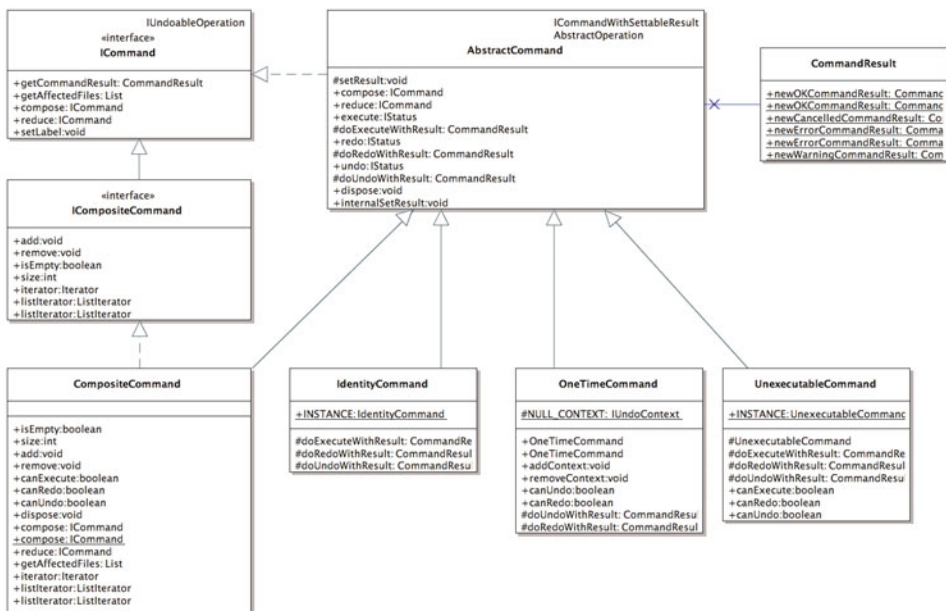 IUndoableOperation
«interface»
ICommand
+getCommandResult: CommandResult
+getAffectedFiles: List
+compose: ICommand
+reduce: ICommand
+setLabel:void
ICommandWithSettableResult
AbstractOperation
AbstractCommand
#setResult:void
+compose: ICommand
+reduce: ICommand
+execute: IStatus
#doExecuteWithResult: CommandResult
+redo: IStatus
#doRedoWithResult: CommandResult
+undo: IStatus
#doUndoWithResult: CommandResult
+dispose:void
+internalSetResult:void
CommandResult
+newOKCommandResult: Commanc
+newOKCommandResult: Commanc
+newCancelledCommandResult: Co
+newErrorCommandResult: Comma
+newErrorCommandResult: Comma
+newWarningCommandResult: Com
«interface»
ICompositeCommand
+add:void
+remove:void
+isEmpty:boolean
+size:int
+iterator:Iterator
+listIterator:ListIterator
+listIterator:ListIterator
CompositeCommand
+isEmpty:boolean
+size:int
+add:void
+remove:void
+canExecute:boolean
+canRedo:boolean
+canUndo:boolean
+dispose:void
+compose: ICommand
+compose: ICommand
+reduce: ICommand
+getAffectedFiles: List
+iterator:Iterator
+listIterator:ListIterator
+listIterator:ListIterator
IdentityCommand
+INSTANCE: IdentityCommand
#doExecuteWithResult: CommandRe
#doRedoWithResult: CommandResul
#doUndoWithResult: CommandResu
OneTimeCommand
#NULL_CONTEXT: IUndoContext
+OneTimeCommand
+OneTimeCommand
+addContext:void
+removeContext:void
+canUndo:boolean
+canRedo:boolean
#doUndoWithResult: CommandResu
#doRedoWithResult: CommandResul
UnexecutableCommand
+INSTANCE: UnexecutableCommanc
#UnexecutableCommand
#doExecuteWithResult: CommandRe
#doRedoWithResult: CommandResul
#doUndoWithResult: CommandResu
+canExecute:boolean
+canRedo:boolean
+canUndo:boolean